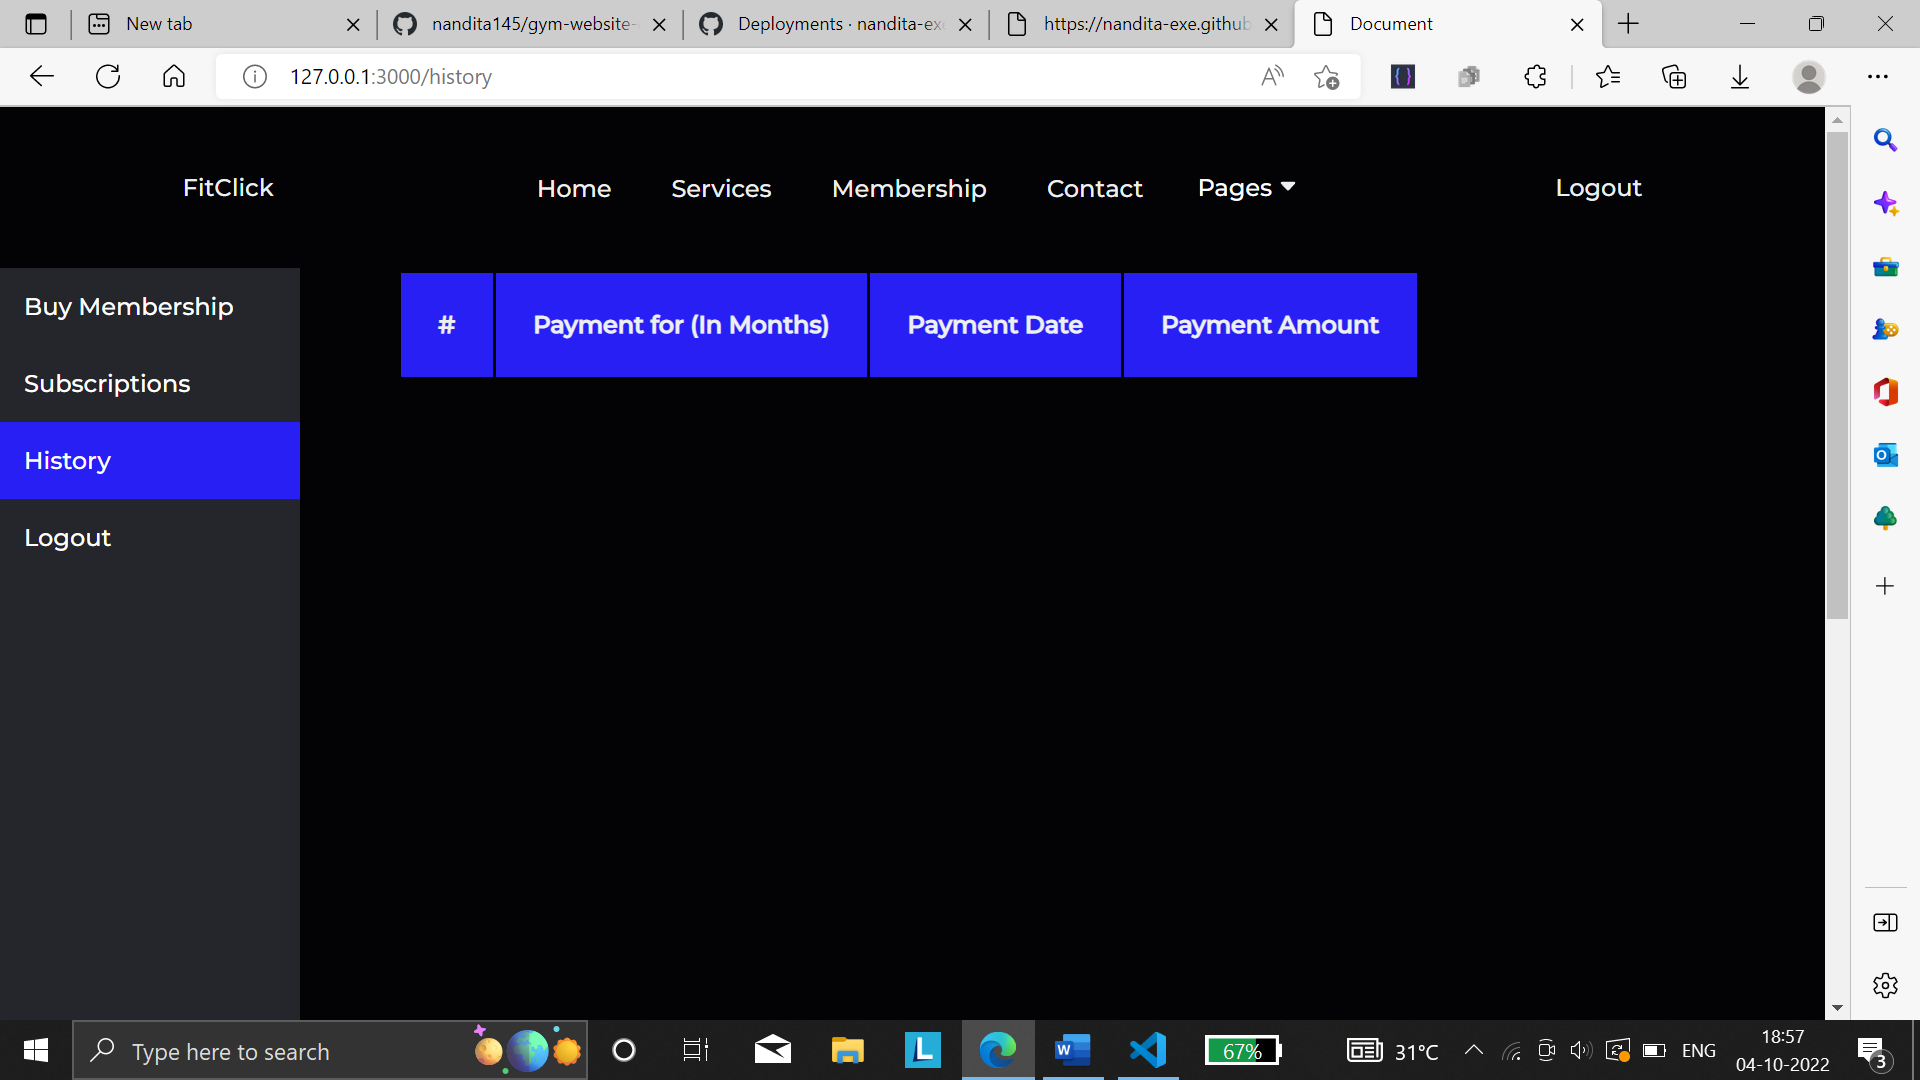 New tab
nandita145/gym-website-
Deployments · nandita-exe
https://nandita-exe.github
Document
127.0.0.1:3000/history
FitClick
Home
Services
Membership
Contact
Pages
Logout
Buy Membership
Subscriptions
History
Logout
#
Payment for (In Months)
Payment Date
Payment Amount
Type here to search
67%
31°C
ENG
18:57
04-10-2022
3